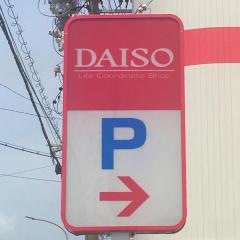 DAISO
Life Coordinate Shop
P
→